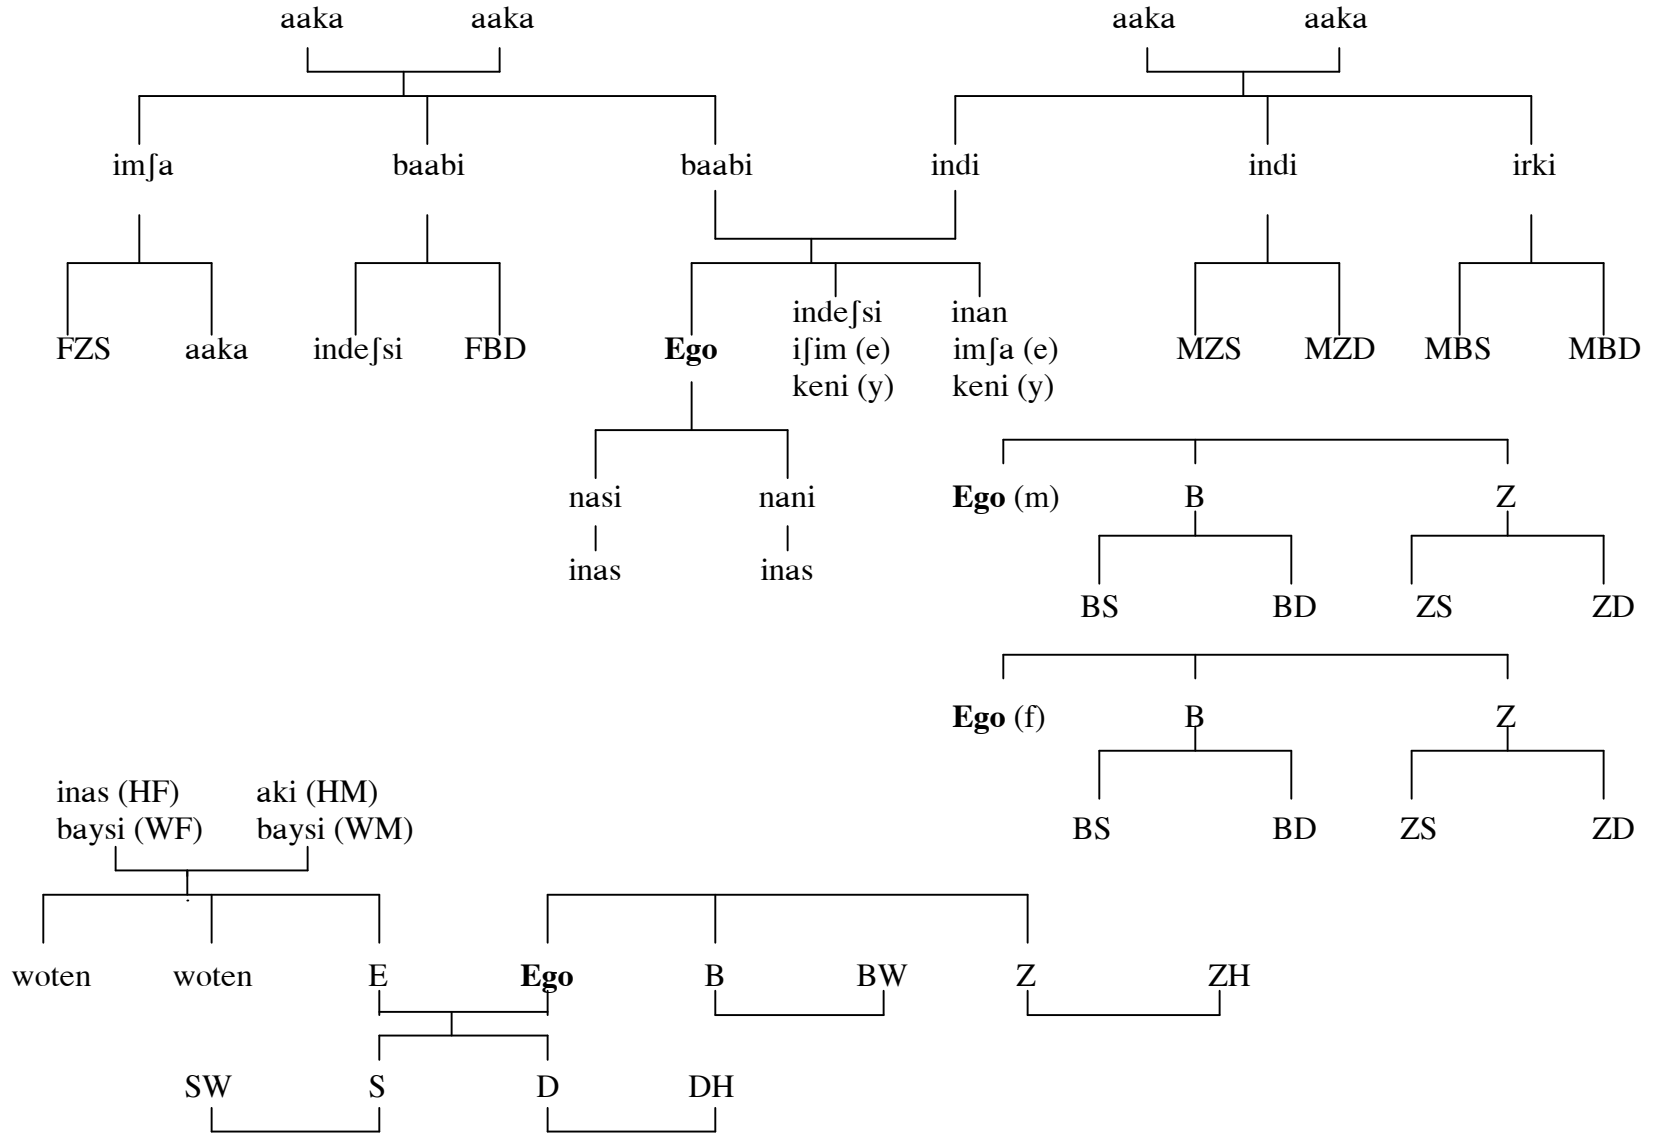 aaka aaka aaka aaka
imʃa baabi baabi indi indi irki
indeʃsi inan
FZS aaka indeʃsi FBD Ego iʃim (e) imʃa (e) MZS MZD MBS MBD
keni (y) keni (y)
nasi nani Ego (m) B Z
inas inas
BS BD ZS ZD
Ego (f) B Z
inas (HF) aki (HM)
baysi (WF) baysi (WM) BS BD ZS ZD
woten woten E Ego B BW Z ZH
SW S D DH